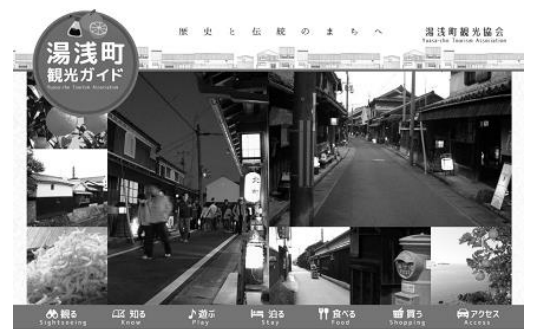 歴史と伝統のまちへ
湯浅町観光協会
Yuasa-cho Tourism Association
湯浅町
観光ガイド
Yuasa-cho Tourism Association
観る
Sightseeing
知る
Know
遊ぶ
Play
泊る
Stay
食べる
Food
買う
Shopping
アクセス
Access